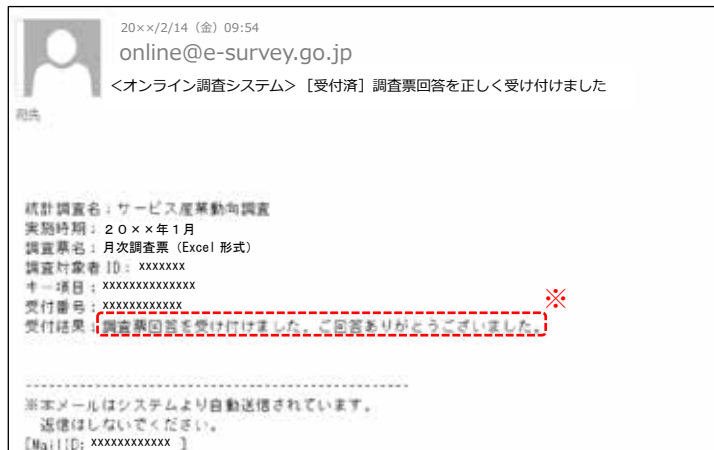 20××/2/14（金）09:54
online@e-survey.go.jp
＜オンライン調査システム＞［受付済］調査票回答を正しく受け付けました
宛先
統計調査名：サービス産業動向調査
実施時期：２０××年１月
調査票名：月次調査票（Excel 形式）
調査対象者 ID：xxxxxxx
キー項目：xxxxxxxxxxxxxx
受付番号：xxxxxxxxxxxx
※
受付結果：調査票回答を受け付けました。ご回答ありがとうございました。
--------------------------------------------------
※本メールはシステムより自動送信されています。
返信はしないでください。
[MailID: xxxxxxxxxxxx ]